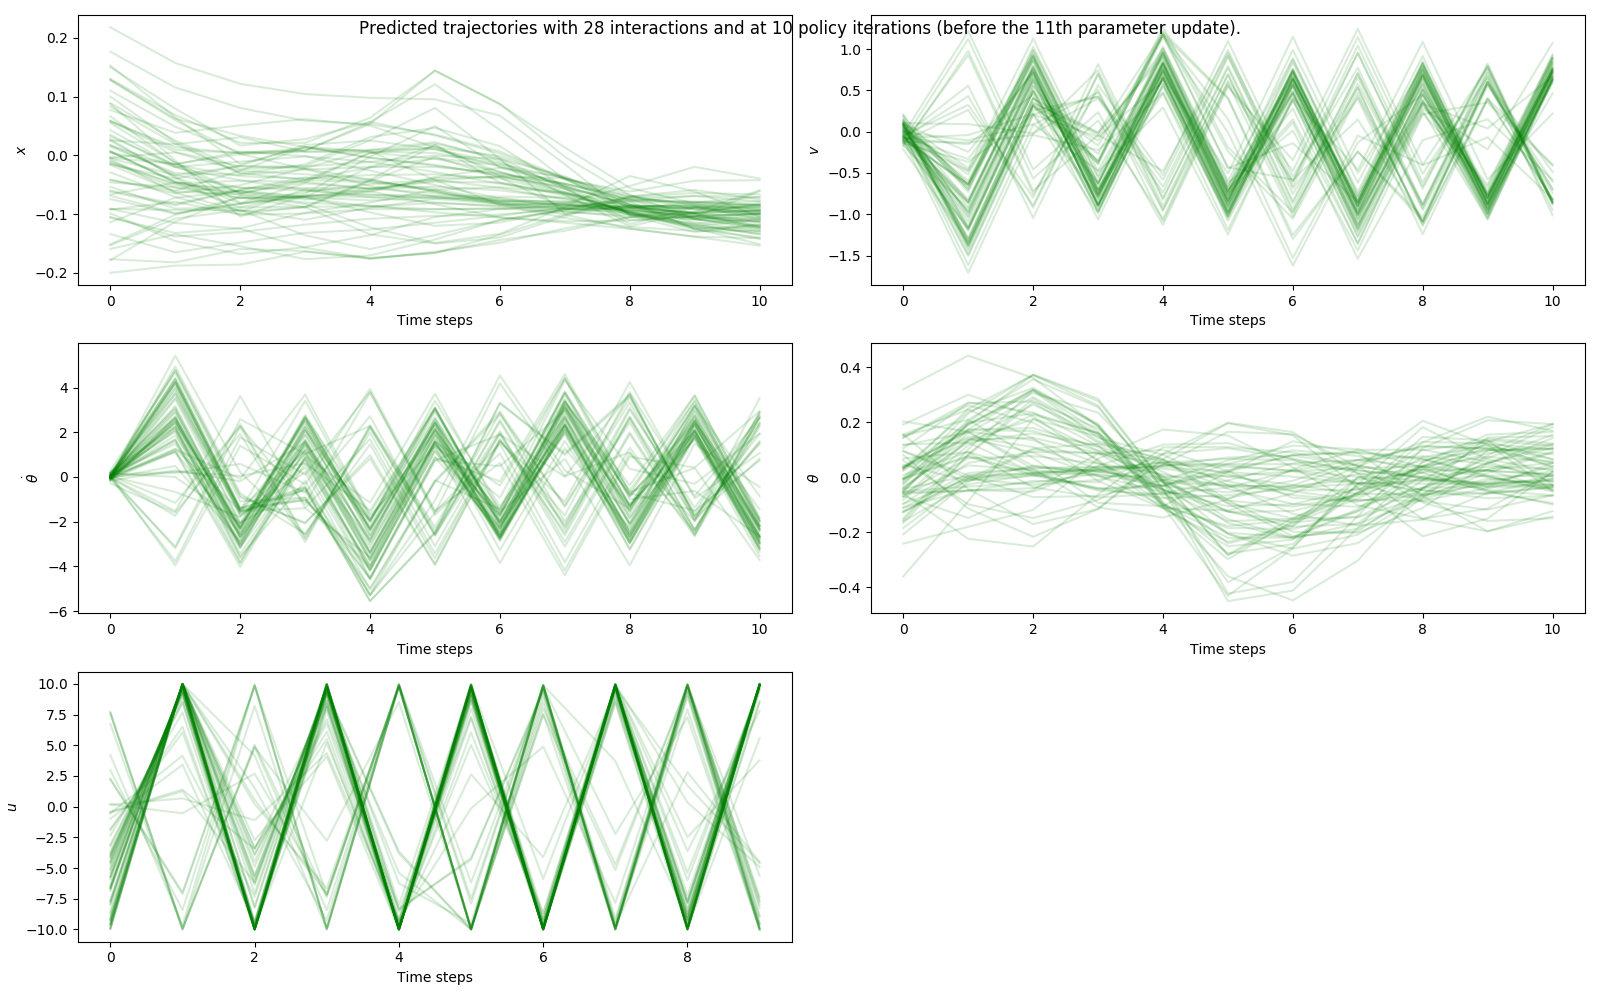 Predicted trajectories with 28 interactions and at 10 policy iterations (before the 11th parameter update).
0.2
0.1
0.0
−0.1
−0.2
x
0 2 4 6 8 10
Time steps
1.0
0.5
0.0
−0.5
−1.0
−1.5
v
0 2 4 6 8 10
Time steps
4
2
0
−2
−4
−6
θ̇
0 2 4 6 8 10
Time steps
0.4
0.2
0.0
−0.2
−0.4
θ
0 2 4 6 8 10
Time steps
10.0
7.5
5.0
2.5
0.0
−2.5
−5.0
−7.5
−10.0
u
0 2 4 6 8
Time steps